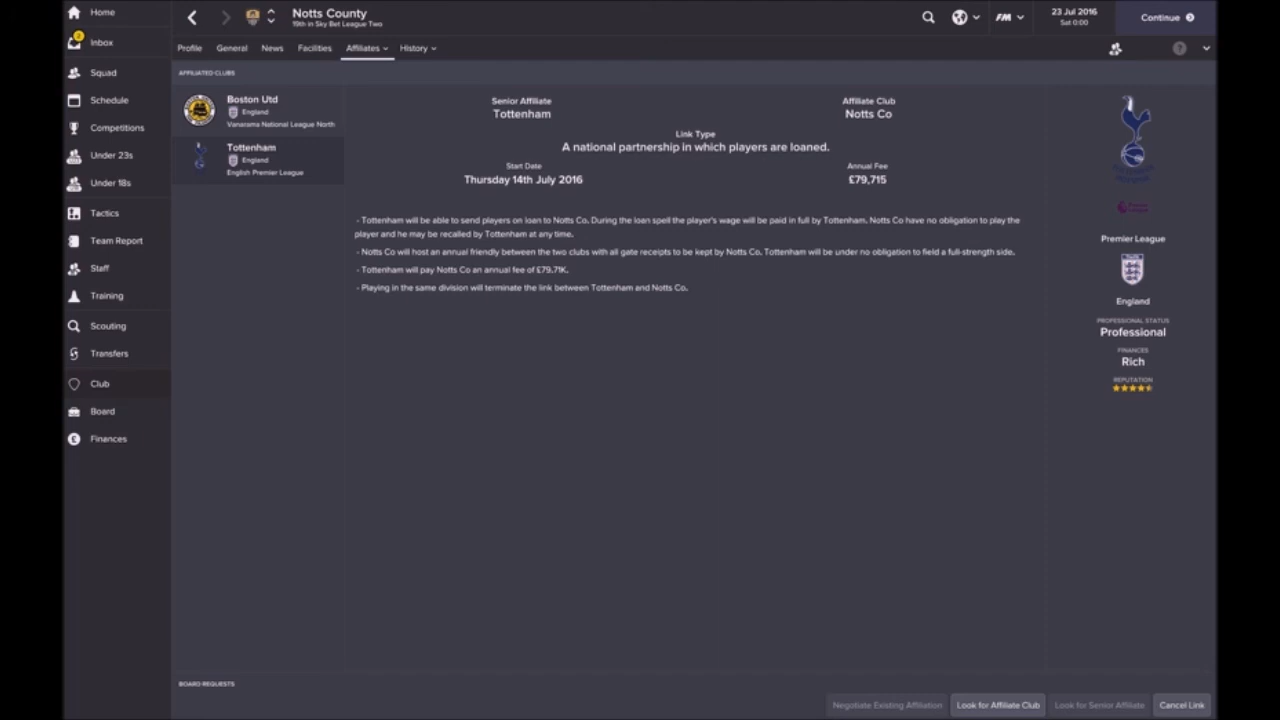 Home
Notts County
19th in Sky Bet League Two
FM
23 Jul 2016
Sat 0:00
Continue
Inbox
Profile
General
News
Facilities
Affiliates
History
Squad
Schedule
Competitions
Under 23s
Under 18s
Tactics
Team Report
Staff
Training
Scouting
Transfers
Club
Board
Finances
AFFILIATED CLUBS
Boston Utd
England
Vanarama National League North
Tottenham
England
English Premier League
Senior Affiliate
Tottenham
Affiliate Club
Notts Co
Link Type
A national partnership in which players are loaned.
Start Date
Thursday 14th July 2016
Annual Fee
£79,715
- Tottenham will be able to send players on loan to Notts Co. During the loan spell the player's wage will be paid in full by Tottenham. Notts Co have no obligation to play the
player and he may be recalled by Tottenham at any time.
- Notts Co will host an annual friendly between the two clubs with all gate receipts to be kept by Notts Co. Tottenham will be under no obligation to field a full-strength side.
- Tottenham will pay Notts Co an annual fee of £79.71K.
- Playing in the same division will terminate the link between Tottenham and Notts Co.
Premier League
England
PROFESSIONAL STATUS
Professional
FINANCES
Rich
REPUTATION
BOARD REQUESTS
Negotiate Existing Affiliation
Look for Affiliate Club
Look for Senior Affiliate
Cancel Link